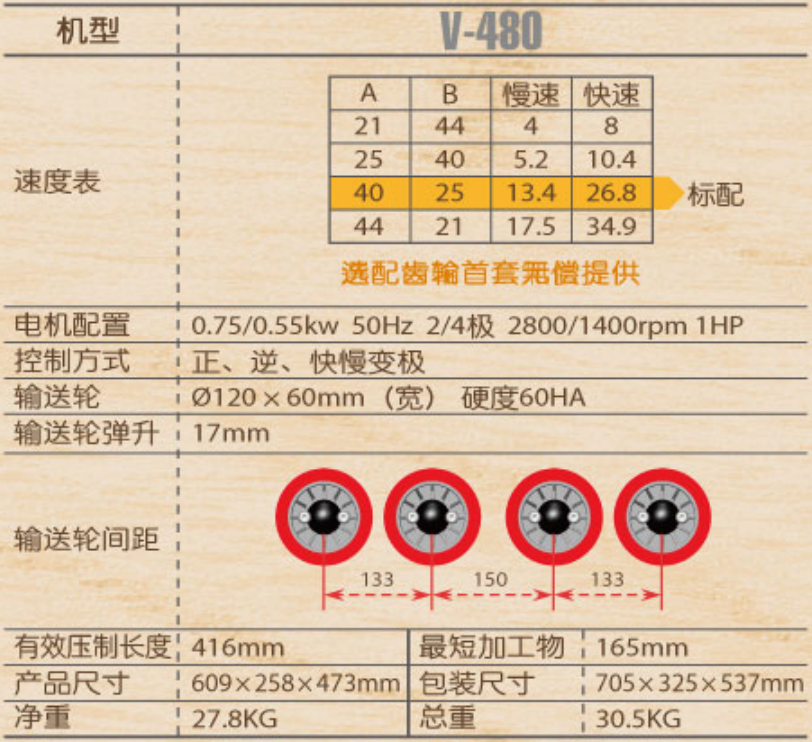 机型 V-480
速度表
A B 慢速 快速
21 44 4 8
25 40 5.2 10.4
40 25 13.4 26.8 标配
44 21 17.5 34.9
选配齿轮首套无偿提供
电机配置 0.75/0.55kw 50Hz 2/4极 2800/1400rpm 1HP
控制方式 正、逆、快慢变极
输送轮 Ø120×60mm（宽） 硬度60HA
输送轮弹升 17mm
输送轮间距
133 150 133
有效压制长度 416mm 最短加工物 165mm
产品尺寸 609×258×473mm 包装尺寸 705×325×537mm
净重 27.8KG 总重 30.5KG